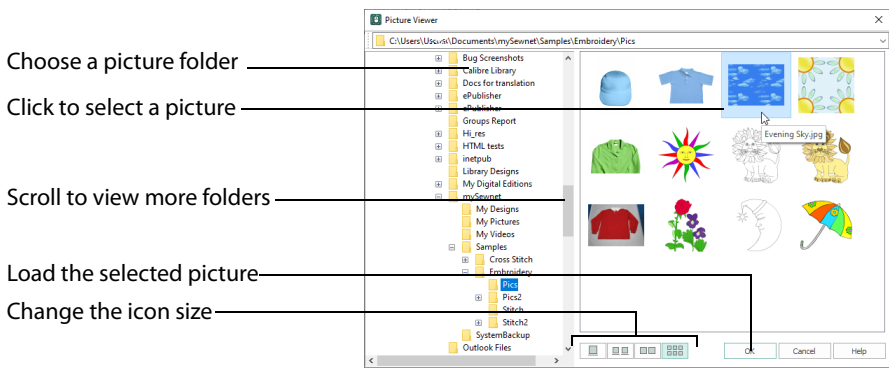 Picture Viewer
C:\Users\Users\Documents\mySewnet\Samples\Embroidery\Pics
Choose a picture folder
Click to select a picture
Scroll to view more folders
Load the selected picture
Change the icon size
Bug Screenshots
Calibre Library
Docs for translation
ePublisher
ePublisher
Groups Report
Hi_res
HTML tests
inetpub
Library Designs
My Digital Editions
mySewnet
My Designs
My Pictures
My Videos
Samples
Cross Stitch
Embroidery
Pics
Pics2
Stitch
Stitch2
SystemBackup
Outlook Files
Evening Sky.jpg
OK
Cancel
Help